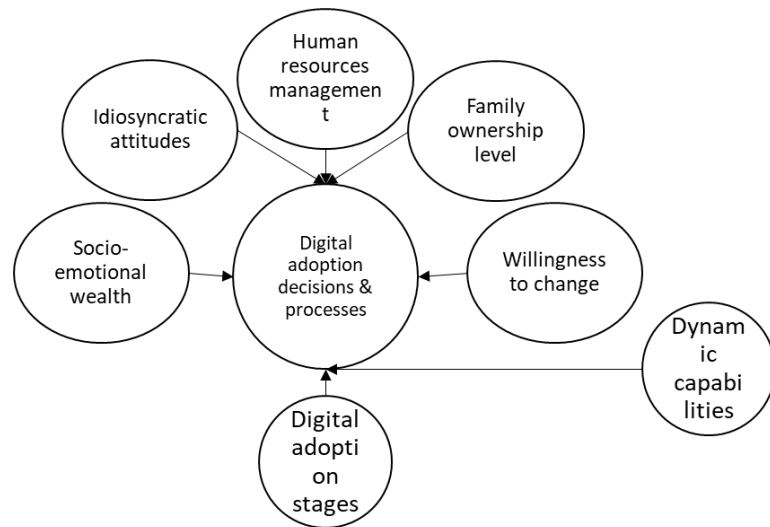 Human
resources
managemen
t
Idiosyncratic
attitudes
Family
ownership
level
Socio-
emotional
wealth
Digital
adoption
decisions &
processes
Willingness
to change
Dynam
ic
capabi
lities
Digital
adopti
on
stages